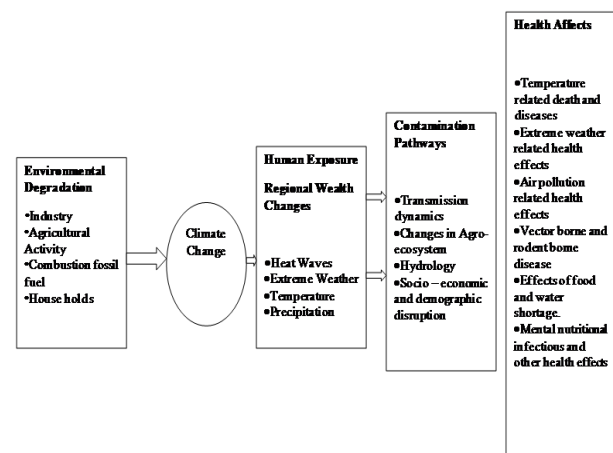 Environmental
Degradation
•Industry
•Agricultural
Activity
•Combustion fossil
fuel
•House holds
Climate
Change
Human Exposure
Regional Wealth
Changes
•Heat Waves
•Extreme Weather
•Temperature
•Precipitation
Contamination
Pathways
•Transmission
dynamics
•Changes in Agro-
ecosystem
•Hydrology
•Socio – economic
and demographic
disruption
Health Affects
•Temperature
related death and
diseases
•Extreme weather
related health
effects
•Air pollution
related health
effects
•Vector borne and
rodent borne
disease
•Effects of food
and water
shortage.
•Mental nutritional
infectious and
other health effects